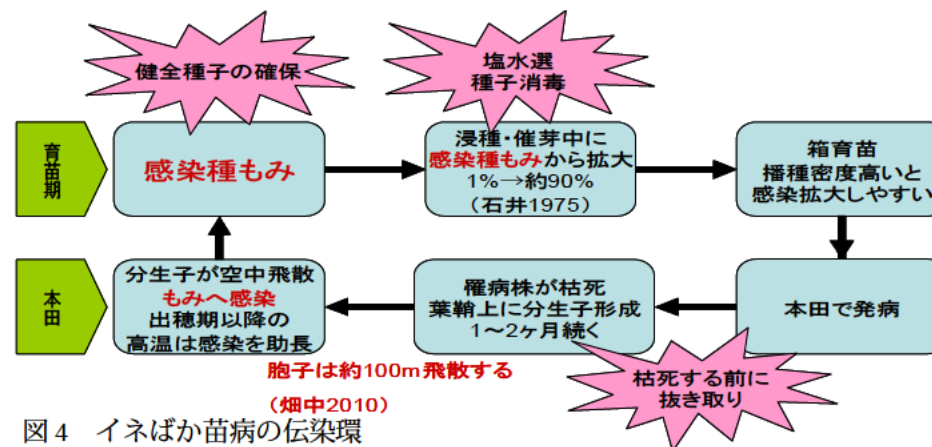 健全種子の確保
塩水選
種子消毒
育苗期
感染種もみ
浸種・催芽中に
感染種もみから拡大
1%→約90%
（石井1975）
箱育苗
播種密度高いと
感染拡大しやすい
本田
分生子が空中飛散
もみへ感染
出穂期以降の
高温は感染を助長
罹病株が枯死
葉鞘上に分生子形成
1～2ヶ月続く
本田で発病
胞子は約100m飛散する
（畑中2010）
枯死する前に
抜き取り
図4　イネばか苗病の伝染環